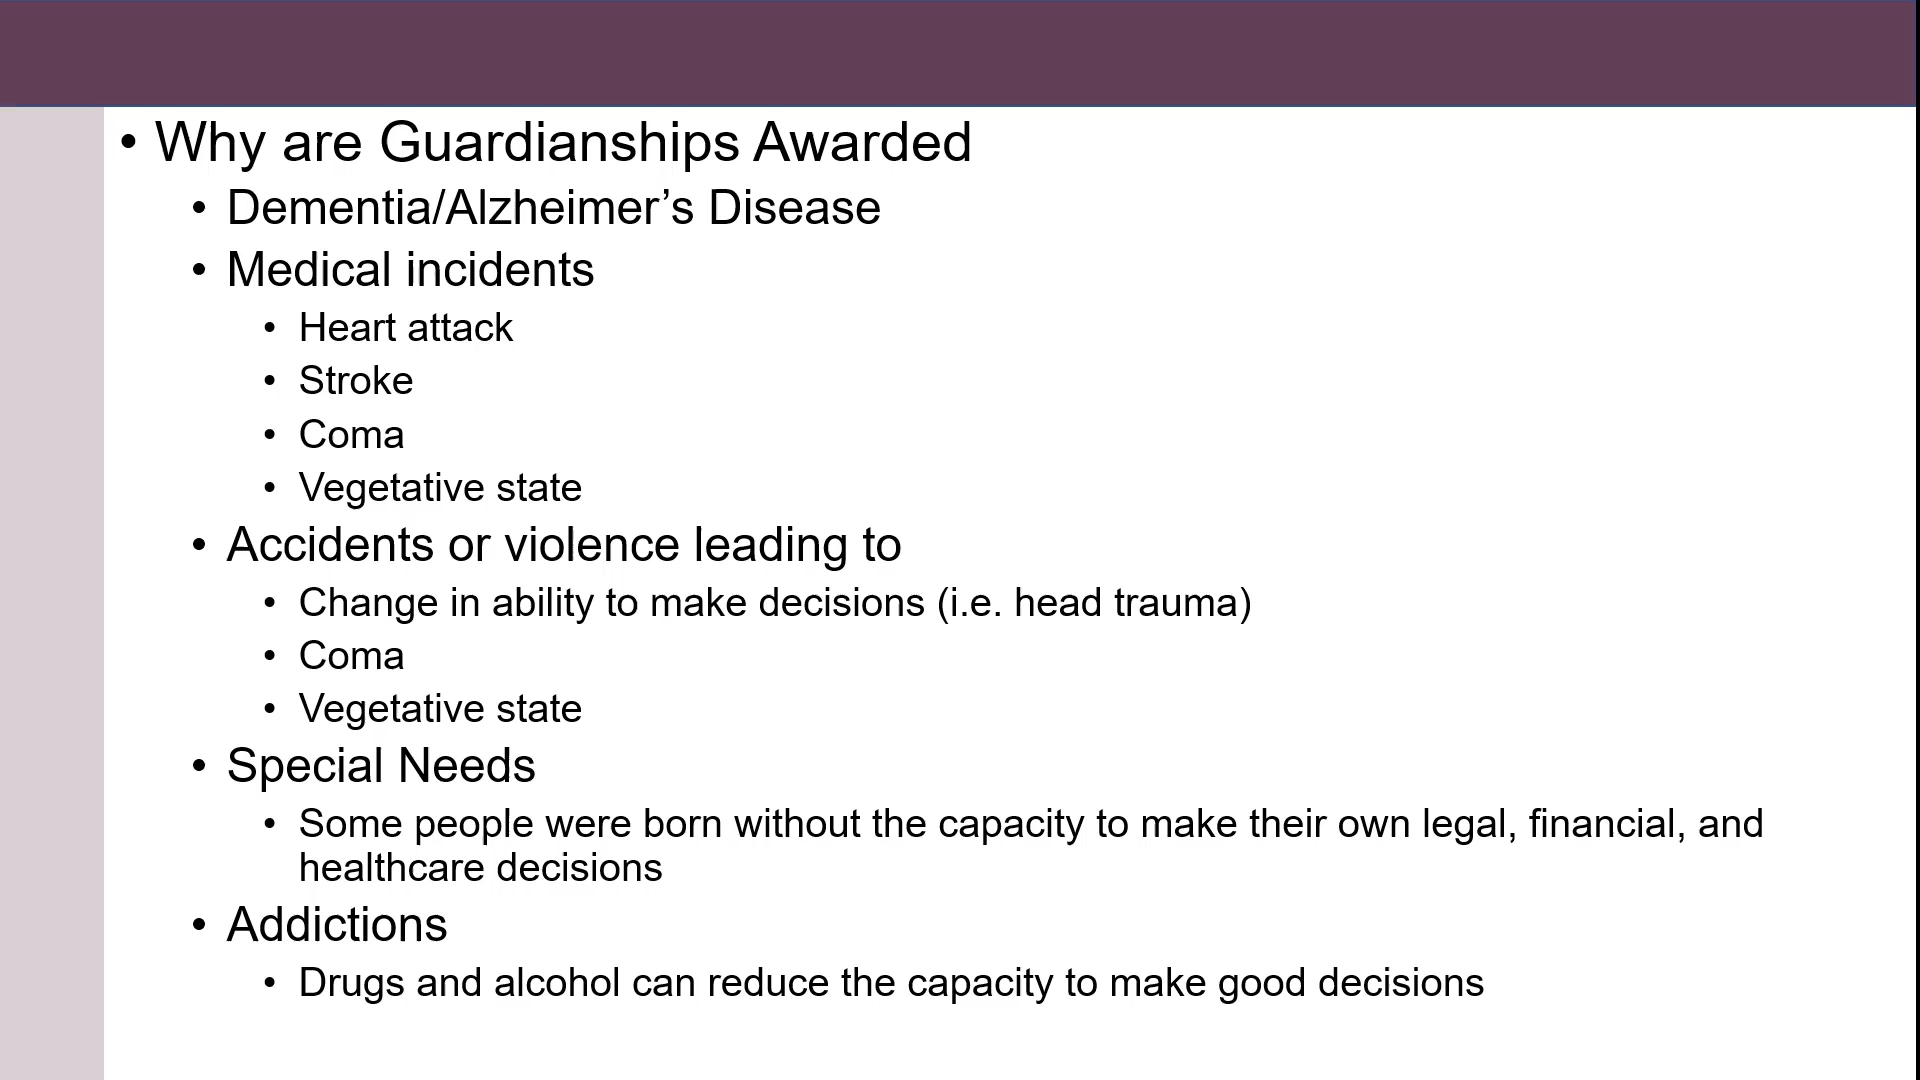 • Why are Guardianships Awarded
• Dementia/Alzheimer’s Disease
• Medical incidents
• Heart attack
• Stroke
• Coma
• Vegetative state
• Accidents or violence leading to
• Change in ability to make decisions (i.e. head trauma)
• Coma
• Vegetative state
• Special Needs
• Some people were born without the capacity to make their own legal, financial, and
healthcare decisions
• Addictions
• Drugs and alcohol can reduce the capacity to make good decisions